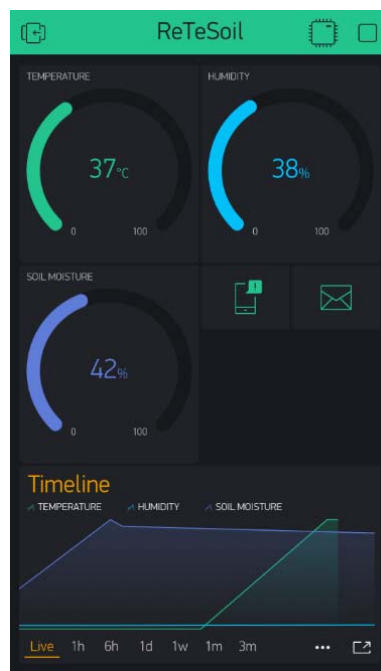 ReTeSoil
TEMPERATURE
37°C
0 100
HUMIDITY
38%
0 100
SOIL MOISTURE
42%
0 100
Timeline
TEMPERATURE HUMIDITY SOIL MOISTURE
Live 1h 6h 1d 1w 1m 3m ...